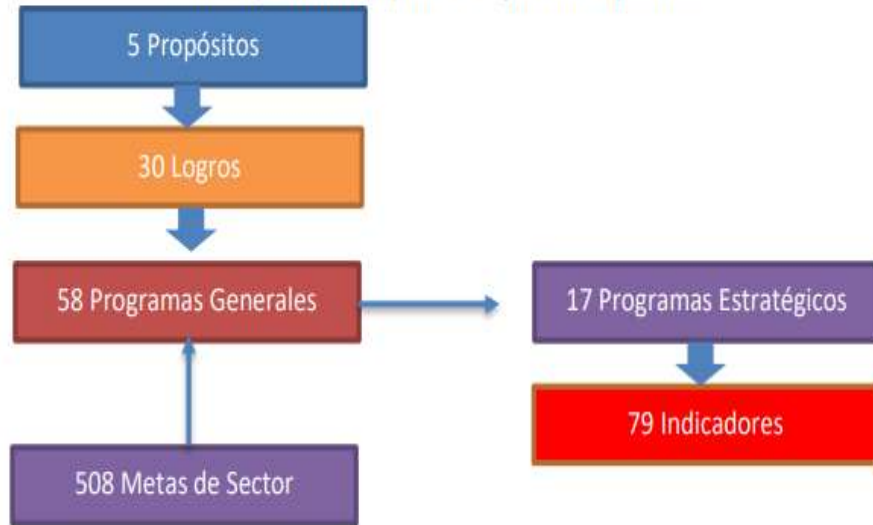 5 Propósitos
30 Logros
58 Programas Generales
17 Programas Estratégicos
79 Indicadores
508 Metas de Sector